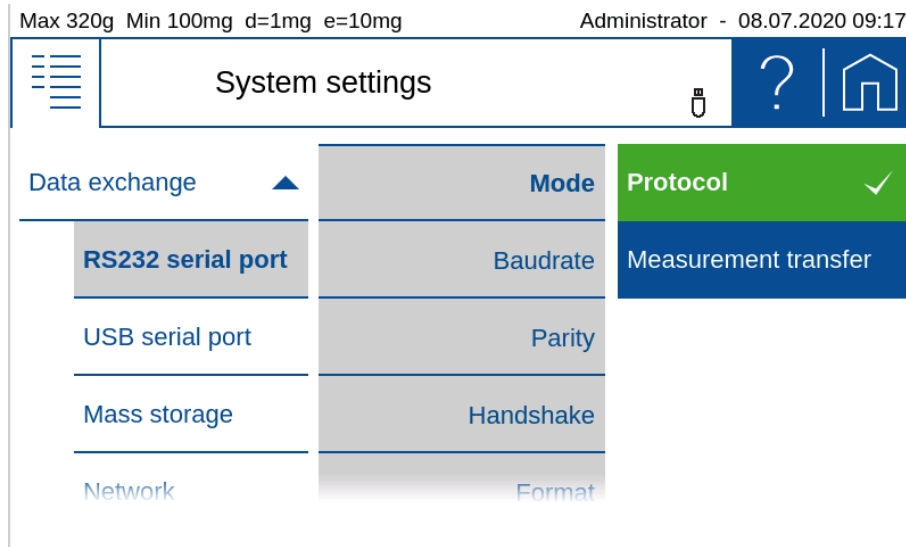 Max 320g Min 100mg d=1mg e=10mg
Administrator - 08.07.2020 09:17
System settings
?
Data exchange
RS232 serial port
USB serial port
Mass storage
Network
Mode
Baudrate
Parity
Handshake
Format
Protocol
Measurement transfer